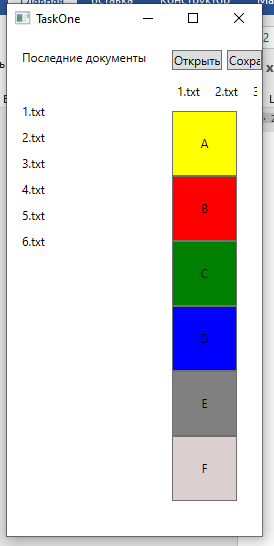 TaskOne
Последние документы
Открыть
1.txt 2.txt
1.txt
2.txt
3.txt
4.txt
5.txt
6.txt
A
B
C
D
E
F